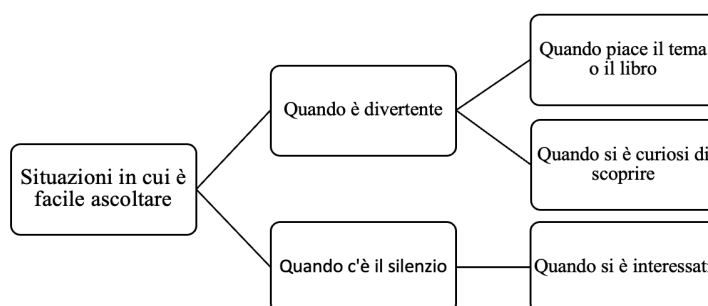 Quando piace il tema
o il libro
Quando è divertente
Quando si è curiosi di
scoprire
Situazioni in cui è
facile ascoltare
Quando c'è il silenzio
Quando si è interessati